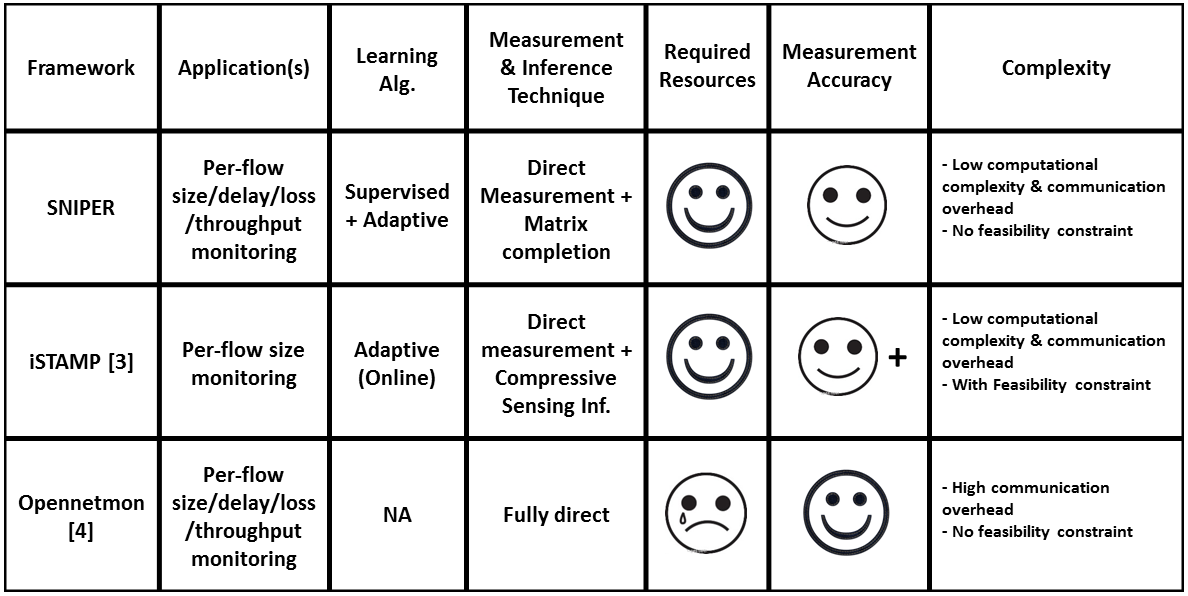 Framework
Application(s)
Learning
Alg.
Measurement
& Inference
Technique
Required
Resources
Measurement
Accuracy
Complexity
SNIPER
Per-flow
size/delay/loss
/throughput
monitoring
Supervised
+ Adaptive
Direct
Measurement +
Matrix
completion
- Low computational
complexity & communication
overhead
- No feasibility constraint
iSTAMP [3]
Per-flow size
monitoring
Adaptive
(Online)
Direct
measurement +
Compressive
Sensing Inf.
+
- Low computational
complexity & communication
overhead
- With Feasibility constraint
Opennetmon
[4]
Per-flow
size/delay/loss
/throughput
monitoring
NA
Fully direct
- High communication
overhead
- No feasibility constraint